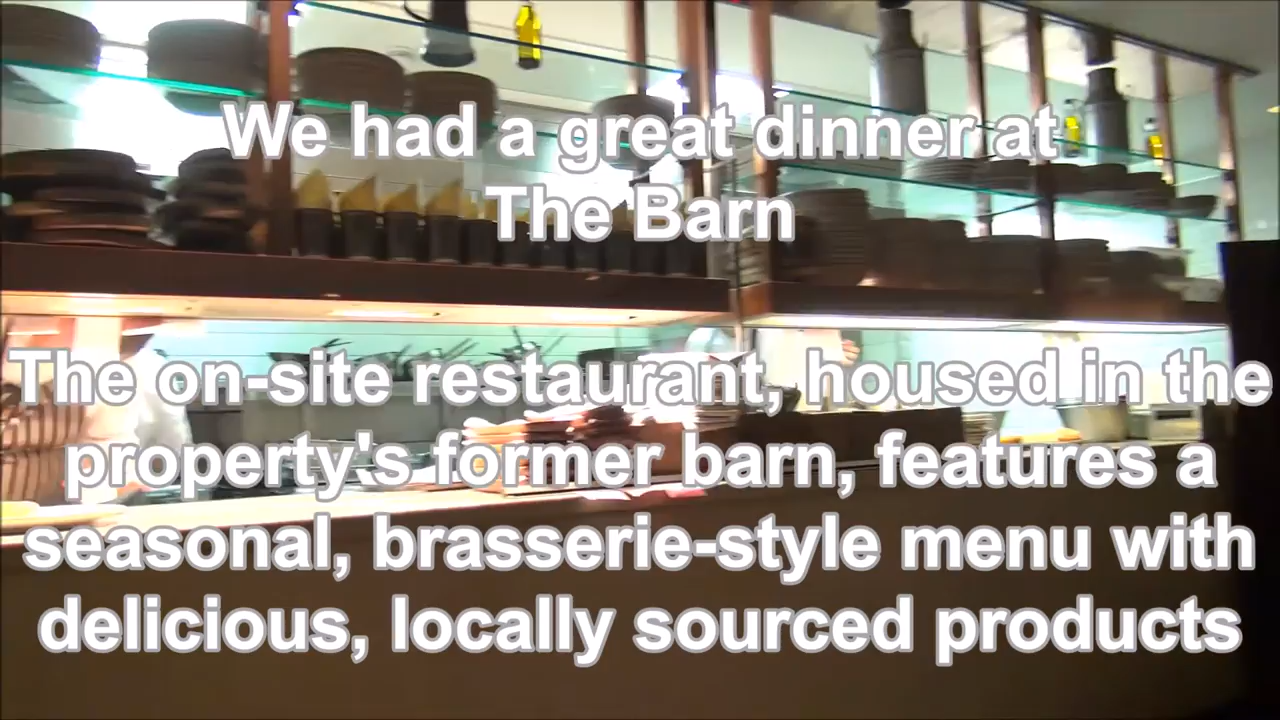 We had a great dinner at
The Barn
The on-site restaurant, housed in the
property's former barn, features a
seasonal, brasserie-style menu with
delicious, locally sourced products